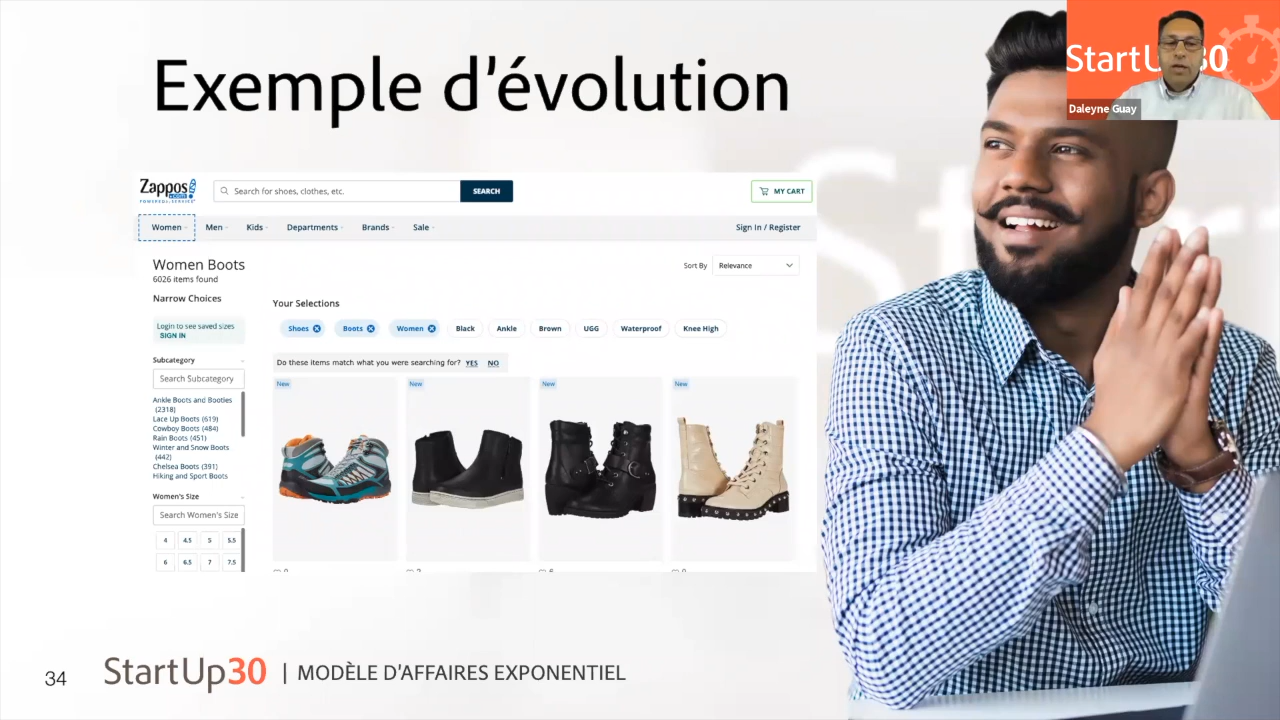 Exemple d'évolution
StartUp30
Daleyne Guay
Zappos
.com
POWERED by SERVICE
Search for shoes, clothes, etc.
SEARCH
MY CART
Women
Men
Kids
Departments
Brands
Sale
Sign In / Register
Women Boots
6026 items found
Sort By
Relevance
Narrow Choices
Your Selections
Login to see saved sizes
SIGN IN
Shoes
Boots
Women
Black
Ankle
Brown
UGG
Waterproof
Knee High
Subcategory
Search Subcategory
Do these items match what you were searching for? YES NO
New
New
New
New
Ankle Boots and Booties
(2318)
Lace Up Boots (619)
Cowboy Boots (484)
Rain Boots (451)
Winter and Snow Boots
(442)
Chelsea Boots (391)
Hiking and Sport Boots
Women's Size
Search Women's Size
4 4.5 5 5.5
6 6.5 7 7.5
34
StartUp30 | MODÈLE D'AFFAIRES EXPONENTIEL